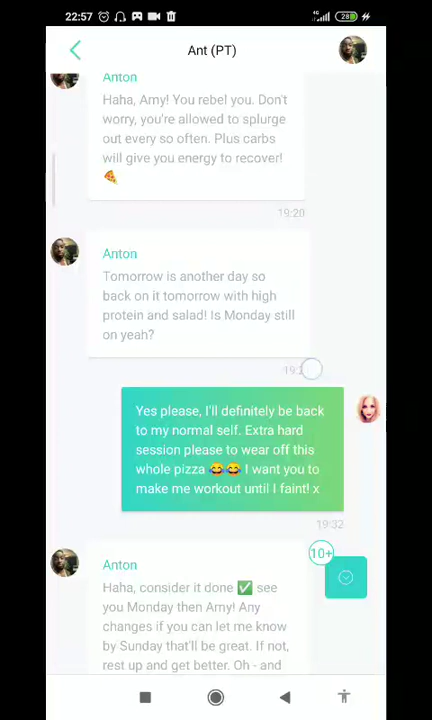 22:57
4G
28
Ant (PT)
Anton
Haha, Amy! You rebel you. Don't
worry, you're allowed to splurge
out every so often. Plus carbs
will give you energy to recover!
🍕
19:20
Anton
Tomorrow is another day so
back on it tomorrow with high
protein and salad! Is Monday still
on yeah?
Yes please, I'll definitely be back
to my normal self. Extra hard
session please to wear off this
whole pizza 😂😂 I want you to
make me workout until I faint! x
19:32
10+
Anton
Haha, consider it done ✅ see
you Monday then Amy! Any
changes if you can let me know
by Sunday that'll be great. If not,
rest up and get better. Oh - and